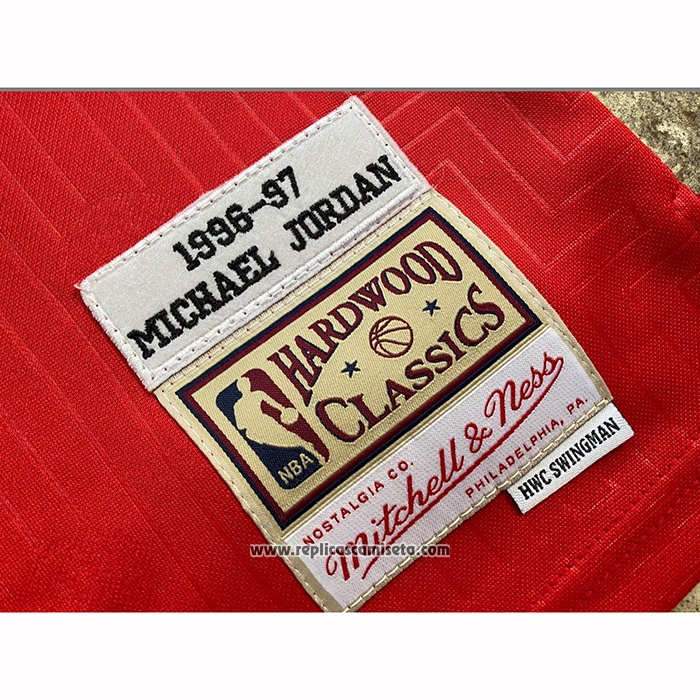 1996-97
MICHAEL JORDAN
HARDWOOD
CLASSICS
NBA
NOSTALGIA CO.
Mitchell & Ness
PHILADELPHIA, PA.
HWC SWINGMAN
www.replicascamiseta.com